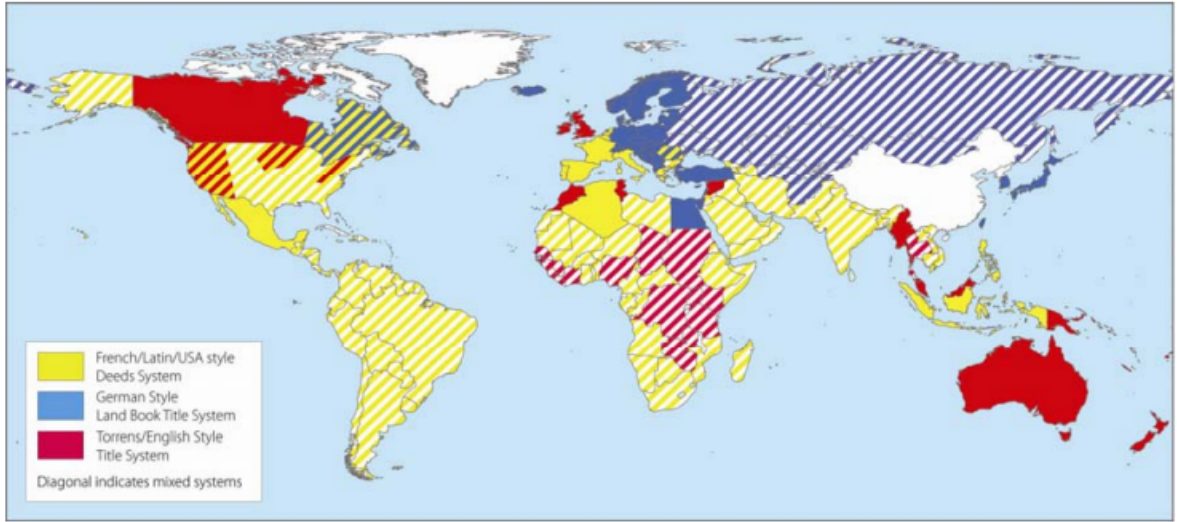 French/Latin/USA style
Deeds System
German Style
Land Book Title System
Torrens/English Style
Title System
Diagonal indicates mixed systems